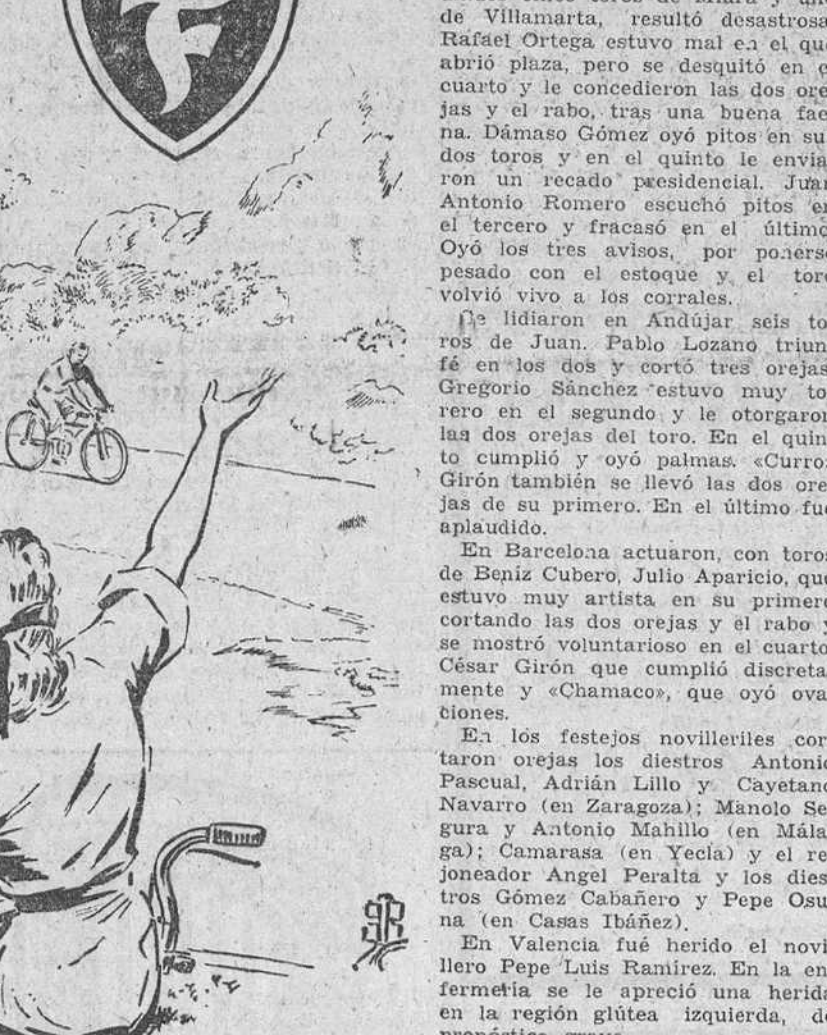 F
de Villamarta, resultó desastrosa.
Rafael Ortega estuvo mal en el que
abrió plaza, pero se desquitó en el
cuarto y le concedieron las dos ore-
jas y el rabo, tras una buena fae-
na. Dámaso Gómez oyó pitos en su
dos toros y en el quinto le envia-
ron un recado presidencial. Juan
Antonio Romero escuchó pitos en
el tercero y fracasó en el último.
Oyó los tres avisos, por ponerse
pesado con el estoque y el toro
volvió vivo a los corrales.
Se lidiaron en Andújar seis to-
ros de Juan. Pablo Lozano triun-
fé en los dos y cortó tres orejas.
Gregorio Sánchez estuvo muy to-
rero en el segundo y le otorgaron
las dos orejas del toro. En el quin-
to cumplió y oyó palmas. «Curro»
Girón también se llevó las dos ore-
jas de su primero. En el último fue
aplaudido.
En Barcelona actuaron, con toros
de Beníz Cubero, Julio Aparicio, que
estuvo muy artista en su primero
cortando las dos orejas y el rabo y
se mostró voluntarioso en el cuarto.
César Girón que cumplió discreta-
mente y «Chamaco», que oyó ova-
ciones.
En los festejos novilleriles cor-
taron orejas los diestros Antonio
Pascual, Adrián Lillo y Cayetano
Navarro (en Zaragoza); Manolo Se-
gura y Antonio Mahillo (en Mála-
ga); Camarasa (en Yecla) y el re-
joneador Angel Peralta y los dies-
tros Gómez Cabañero y Pepe Osu-
na (en Casas Ibáñez).
En Valencia fué herido el novi-
llero Pepe Luis Ramírez. En la en-
fermería se le apreció una herida
en la región glútea izquierda, de